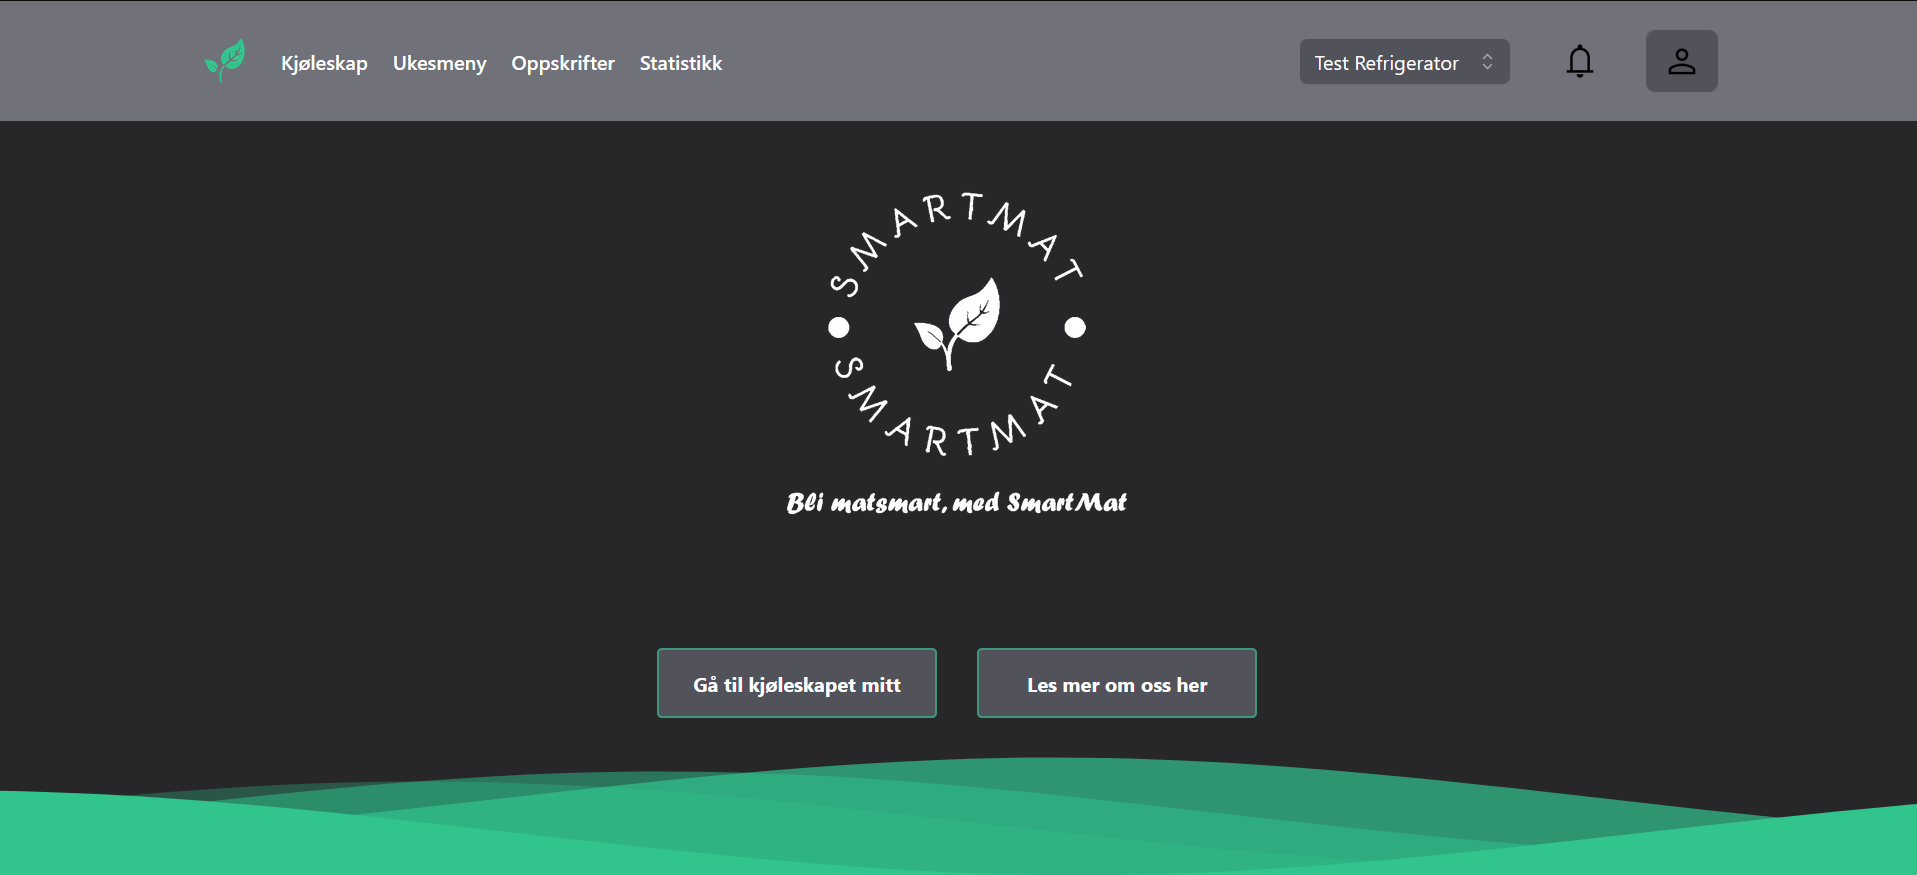 Kjøleskap Ukesmeny Oppskrifter Statistikk Test Refrigerator
SMARTMAT
SMARTMAT
Bli matsmart, med SmartMat
Gå til kjøleskapet mitt Les mer om oss her